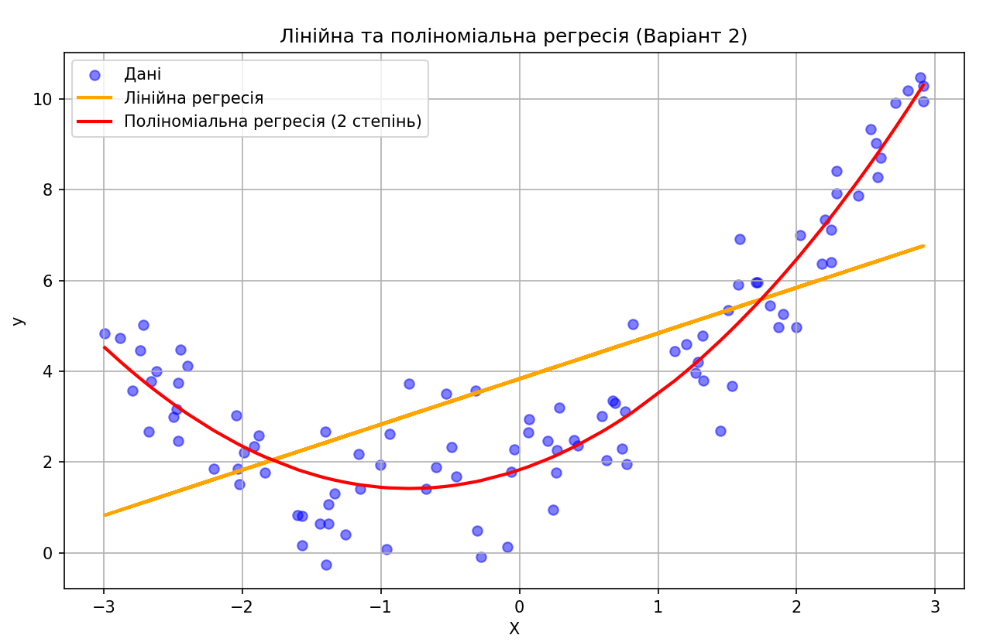 Лінійна та поліноміальна регресія (Варіант 2)
Дані
Лінійна регресія
Поліноміальна регресія (2 степінь)
10
8
6
4
2
0
y
−3 −2 −1 0 1 2 3
X